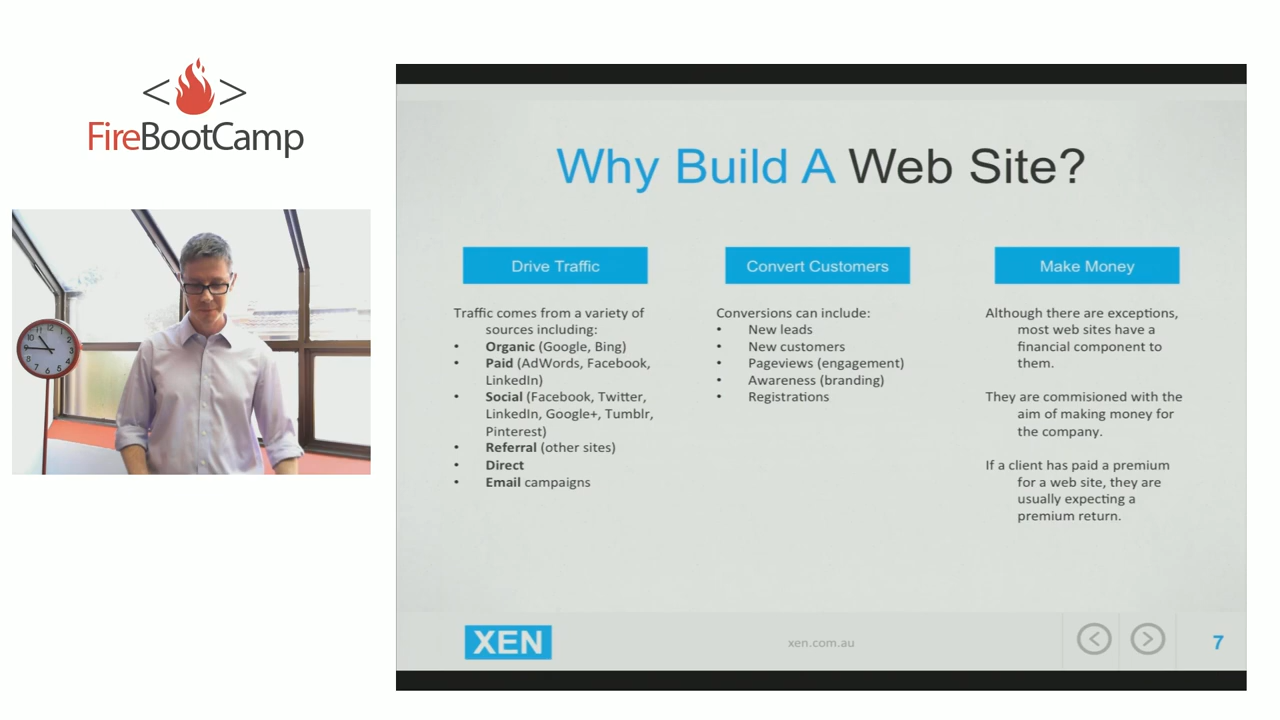 FireBootCamp
Why Build A Web Site?
Drive Traffic
Traffic comes from a variety of
sources including:
• Organic (Google, Bing)
• Paid (AdWords, Facebook,
LinkedIn)
• Social (Facebook, Twitter,
LinkedIn, Google+, Tumblr,
Pinterest)
• Referral (other sites)
• Direct
• Email campaigns
Convert Customers
Conversions can include:
• New leads
• New customers
• Pageviews (engagement)
• Awareness (branding)
• Registrations
Make Money
Although there are exceptions,
most web sites have a
financial component to
them.
They are commisioned with the
aim of making money for
the company.
If a client has paid a premium
for a web site, they are
usually expecting a
premium return.
XEN
xen.com.au
7